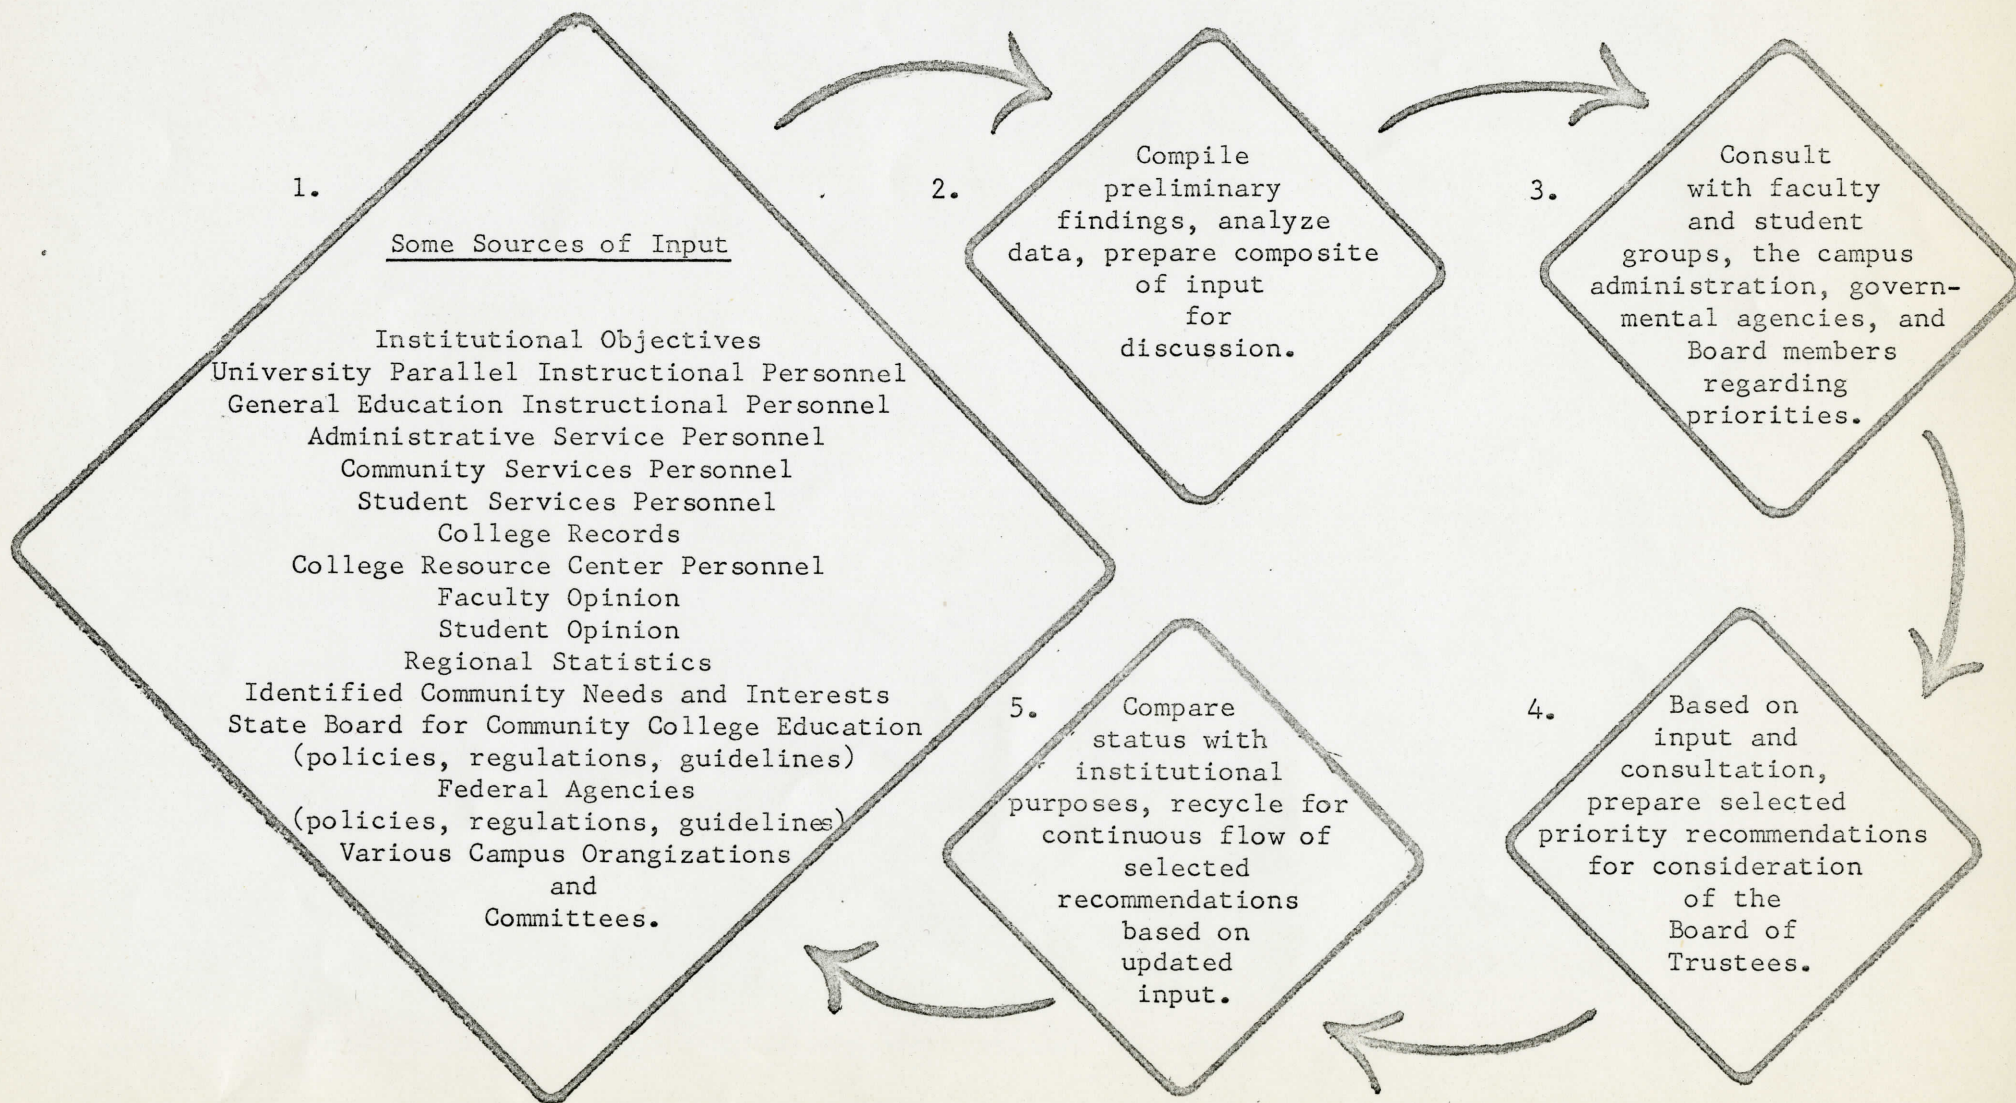 1.
Some Sources of Input
Institutional Objectives
University Parallel Instructional Personnel
General Education Instructional Personnel
Administrative Service Personnel
Community Services Personnel
Student Services Personnel
College Records
College Resource Center Personnel
Faculty Opinion
Student Opinion
Regional Statistics
Identified Community Needs and Interests
State Board for Community College Education
(policies, regulations, guidelines)
Federal Agencies
(policies, regulations, guidelines)
Various Campus Orangizations
and
Committees.
2.
Compile
preliminary
findings, analyze
data, prepare composite
of input
for
discussion.
3.
Consult
with faculty
and student
groups, the campus
administration, govern-
mental agencies, and
Board members
regarding
priorities.
4.
Based on
input and
consultation,
prepare selected
priority recommendations
for consideration
of the
Board of
Trustees.
5.
Compare
status with
institutional
purposes, recycle for
continuous flow of
selected
recommendations
based on
updated
input.